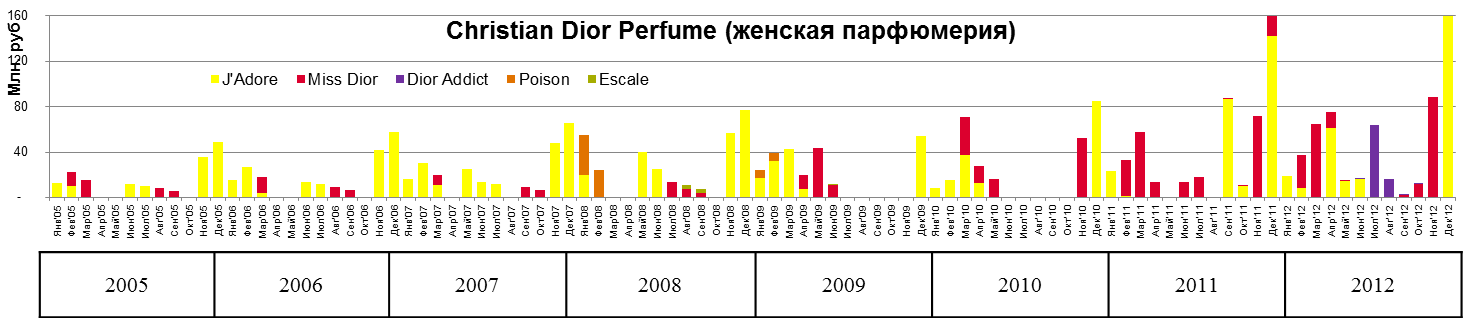 Christian Dior Perfume (женская парфюмерия)
Млн. руб.
160
120
80
40
-
J'Adore Miss Dior Dior Addict Poison Escale
Янв'05 Фев'05 Мар'05 Апр'05 Май'05 Июн'05 Июл'05 Авг'05 Сен'05 Окт'05 Ноя'05 Дек'05 Янв'06 Фев'06 Мар'06 Апр'06 Май'06 Июн'06 Июл'06 Авг'06 Сен'06 Окт'06 Ноя'06 Дек'06 Янв'07 Фев'07 Мар'07 Апр'07 Май'07 Июн'07 Июл'07 Авг'07 Сен'07 Окт'07 Ноя'07 Дек'07 Янв'08 Фев'08 Мар'08 Апр'08 Май'08 Июн'08 Июл'08 Авг'08 Сен'08 Окт'08 Ноя'08 Дек'08 Янв'09 Фев'09 Мар'09 Апр'09 Май'09 Июн'09 Июл'09 Авг'09 Сен'09 Окт'09 Ноя'09 Дек'09 Янв'10 Фев'10 Мар'10 Апр'10 Май'10 Июн'10 Июл'10 Авг'10 Сен'10 Окт'10 Ноя'10 Дек'10 Янв'11 Фев'11 Мар'11 Апр'11 Май'11 Июн'11 Июл'11 Авг'11 Сен'11 Окт'11 Ноя'11 Дек'11 Янв'12 Фев'12 Мар'12 Апр'12 Май'12 Июн'12 Июл'12 Авг'12 Сен'12 Окт'12 Ноя'12 Дек'12
2005 2006 2007 2008 2009 2010 2011 2012